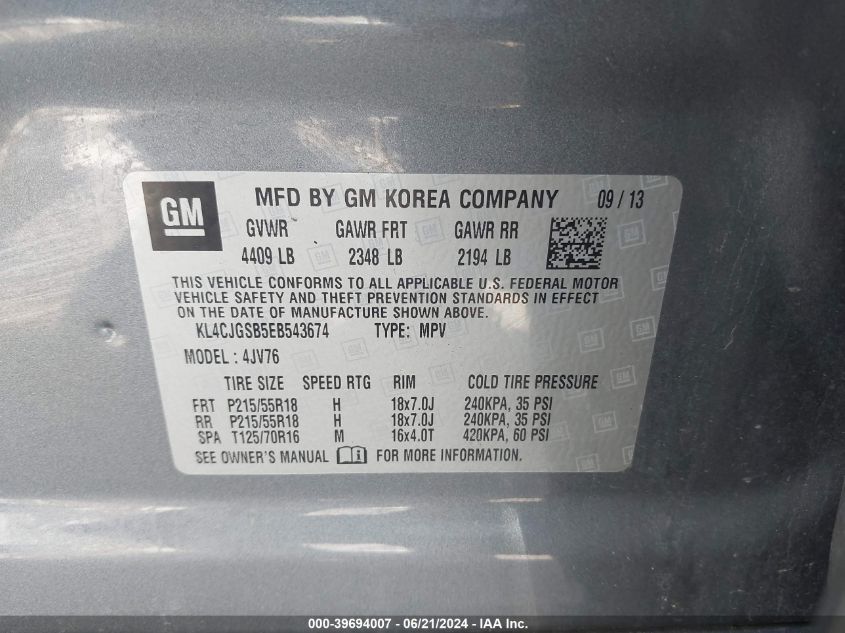 GM MFD BY GM KOREA COMPANY 09 / 13
GVWR GAWR FRT GAWR RR
4409 LB 2348 LB 2194 LB
THIS VEHICLE CONFORMS TO ALL APPLICABLE U.S. FEDERAL MOTOR
VEHICLE SAFETY AND THEFT PREVENTION STANDARDS IN EFFECT
ON THE DATE OF MANUFACTURE SHOWN ABOVE.
KL4CJGSB5EB543674 TYPE: MPV
MODEL : 4JV76
TIRE SIZE SPEED RTG RIM COLD TIRE PRESSURE
FRT P215/55R18 H 18x7.0J 240KPA, 35 PSI
RR P215/55R18 H 18x7.0J 240KPA, 35 PSI
SPA T125/70R16 M 16x4.0T 420KPA, 60 PSI
SEE OWNER'S MANUAL FOR MORE INFORMATION.
000-39694007 - 06/21/2024 - IAA Inc.